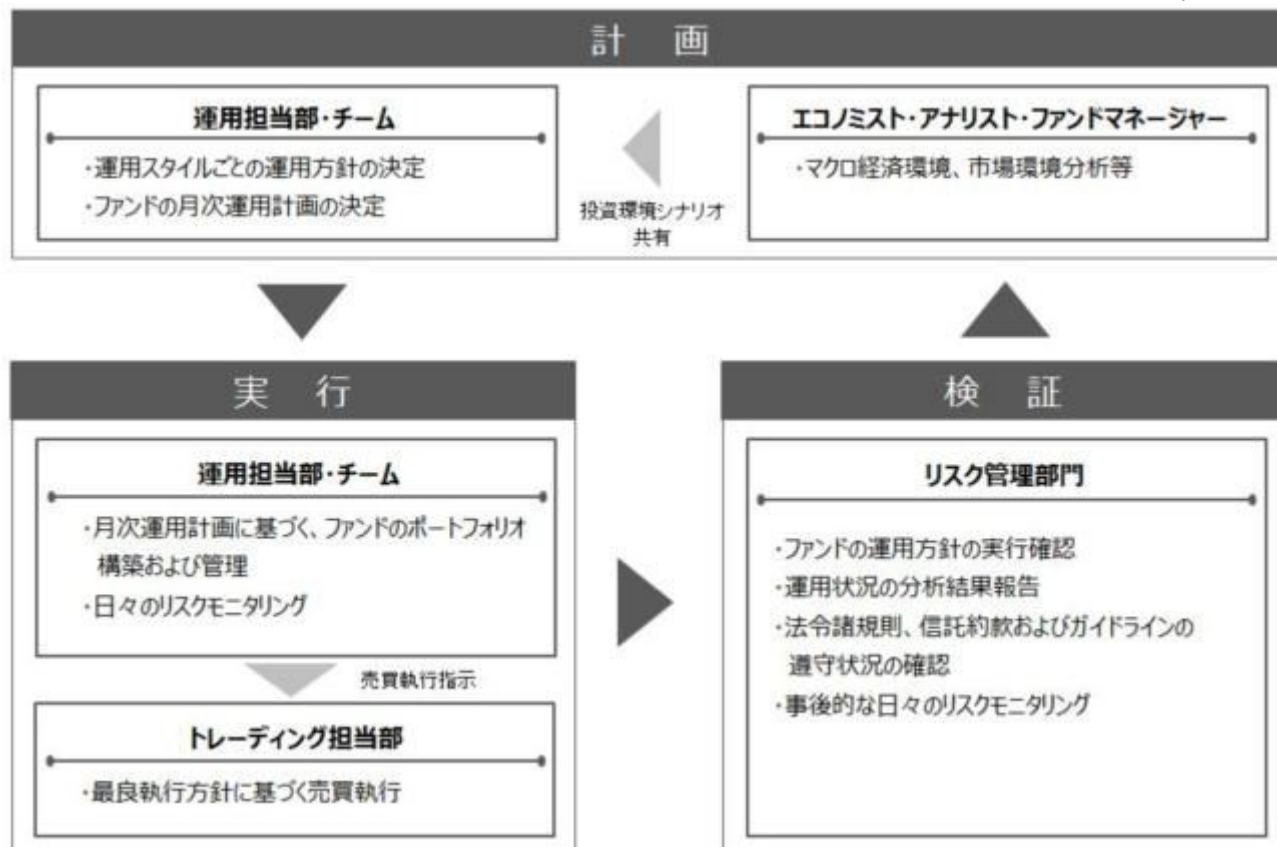 計 画
運用担当部・チーム
・運用スタイルごとの運用方針の決定
・ファンドの月次運用計画の決定
投資環境シナリオ
共有
エコノミスト・アナリスト・ファンドマネージャー
・マクロ経済環境、市場環境分析等
実 行
運用担当部・チーム
・月次運用計画に基づく、ファンドのポートフォリオ
構築および管理
・日々のリスクモニタリング
売買執行指示
トレーディング担当部
・最良執行方針に基づく売買執行
検 証
リスク管理部門
・ファンドの運用方針の実行確認
・運用状況の分析結果報告
・法令諸規則、信託約款およびガイドラインの
遵守状況の確認
・事後的な日々のリスクモニタリング